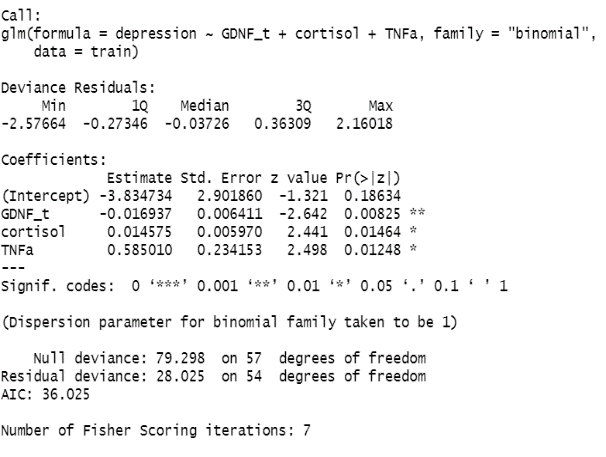 Call:
glm(formula = depression ~ GDNF_t + cortisol + TNFa, family = "binomial",
    data = train)

Deviance Residuals:
     Min        1Q    Median        3Q       Max
-2.57664  -0.27346  -0.03726   0.36309   2.16018

Coefficients:
             Estimate Std. Error z value Pr(>|z|)
(Intercept) -3.834734   2.901860  -1.321  0.18634
GDNF_t      -0.016937   0.006411  -2.642  0.00825 **
cortisol     0.014575   0.005970   2.441  0.01464 *
TNFa         0.585010   0.234153   2.498  0.01248 *
---
Signif. codes:  0 ‘***’ 0.001 ‘**’ 0.01 ‘*’ 0.05 ‘.’ 0.1 ‘ ’ 1

(Dispersion parameter for binomial family taken to be 1)

    Null deviance: 79.298  on 57  degrees of freedom
Residual deviance: 28.025  on 54  degrees of freedom
AIC: 36.025

Number of Fisher Scoring iterations: 7